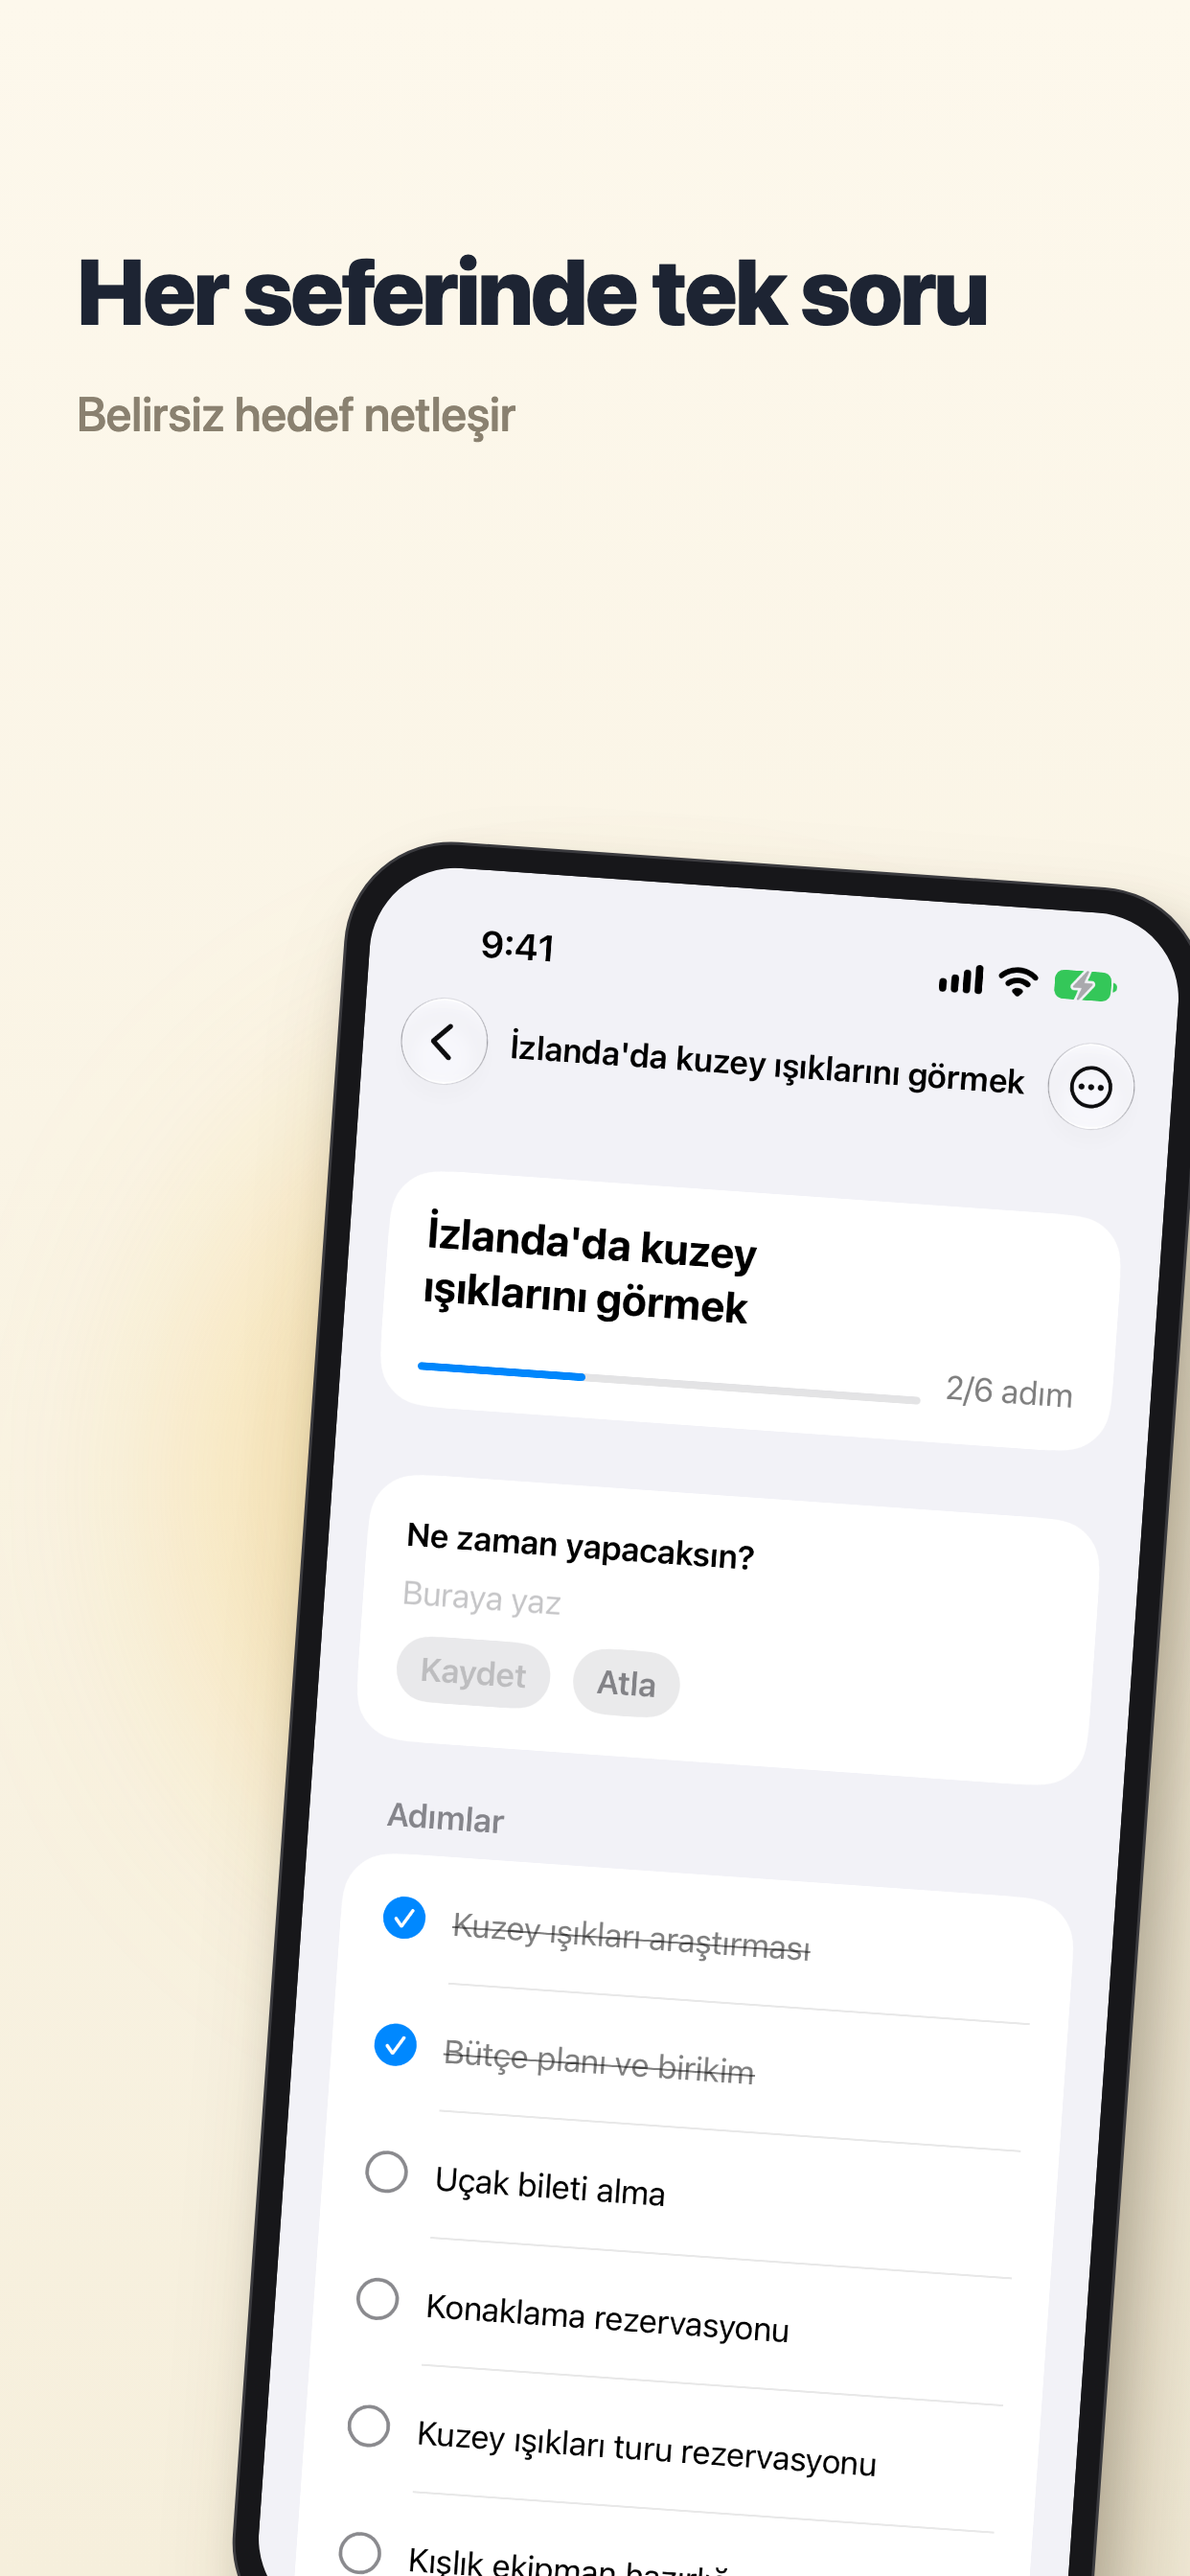 Her seferinde tek soru
Belirsiz hedef netleşir
9:41
İzlanda'da kuzey ışıklarını görmek
İzlanda'da kuzey
ışıklarını görmek
2/6 adım
Ne zaman yapacaksın?
Buraya yaz
Kaydet
Atla
Adımlar
Kuzey ışıkları araştırması
Bütçe planı ve birikim
Uçak bileti alma
Konaklama rezervasyonu
Kuzey ışıkları turu rezervasyonu
Kışlık ekipman